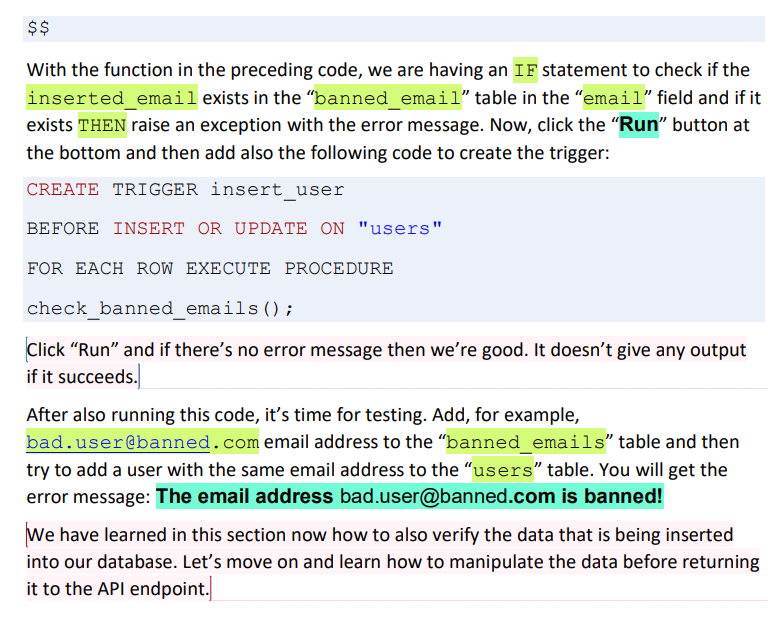 $$
With the function in the preceding code, we are having an IF statement to check if the
inserted_email exists in the “banned_email” table in the “email” field and if it
exists THEN raise an exception with the error message. Now, click the “Run” button at
the bottom and then add also the following code to create the trigger:
CREATE TRIGGER insert_user
BEFORE INSERT OR UPDATE ON "users"
FOR EACH ROW EXECUTE PROCEDURE
check_banned_emails();
Click “Run” and if there’s no error message then we’re good. It doesn’t give any output
if it succeeds.
After also running this code, it’s time for testing. Add, for example,
bad.user@banned.com email address to the “banned_emails” table and then
try to add a user with the same email address to the “users” table. You will get the
error message: The email address bad.user@banned.com is banned!
We have learned in this section now how to also verify the data that is being inserted
into our database. Let’s move on and learn how to manipulate the data before returning
it to the API endpoint.